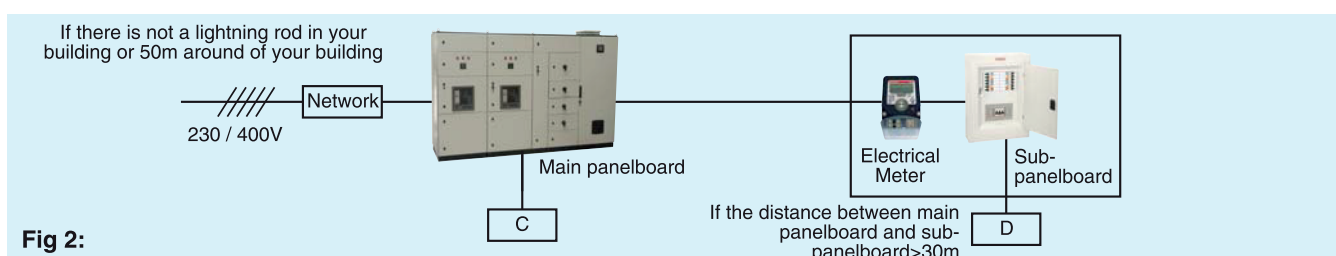 If there is not a lightning rod in your
building or 50m around of your building
Network
230 / 400V
Main panelboard
C
Electrical
Meter
Sub-
panelboard
If the distance between main
panelboard and sub-
panelboard>30m
D
Fig 2: